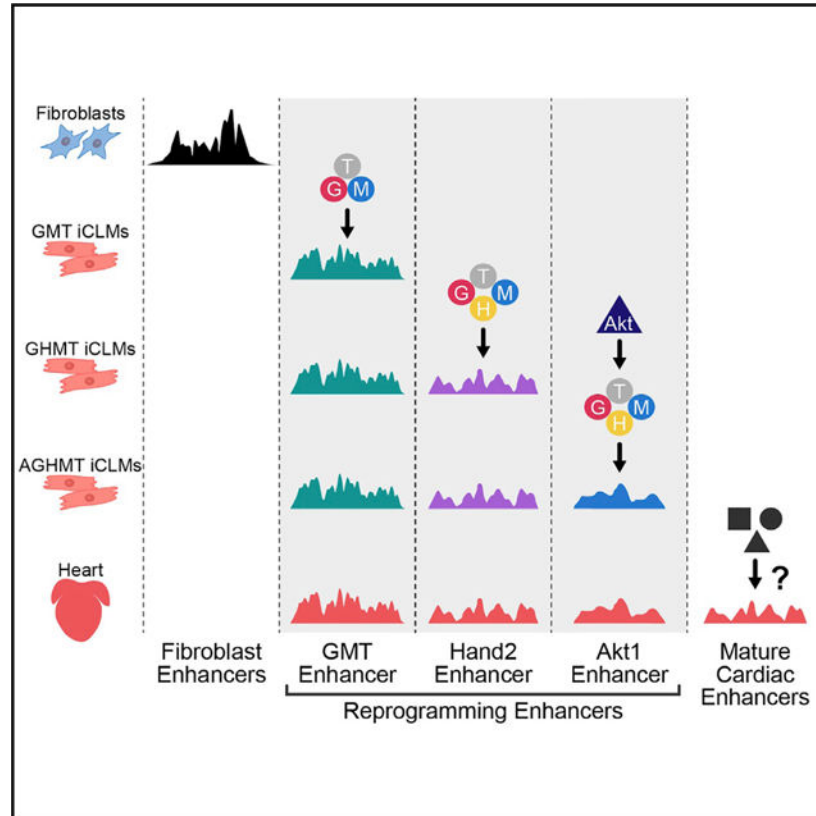 Fibroblasts
T
G M
GMT iCLMs
T
G M
H
Akt
GHMT iCLMs
T
G M
H
AGHMT iCLMs
?
Heart
Fibroblast
Enhancers
GMT
Enhancer
Hand2
Enhancer
Akt1
Enhancer
Mature
Cardiac
Enhancers
Reprogramming Enhancers